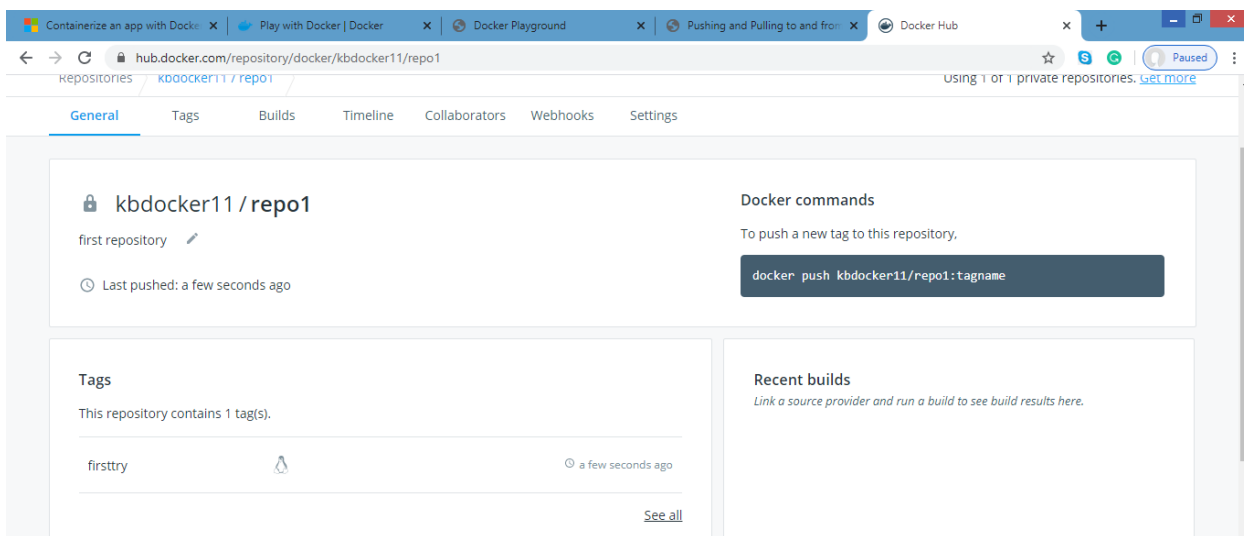 Containerize an app with Docke
Play with Docker | Docker
Docker Playground
Pushing and Pulling to and from
Docker Hub
hub.docker.com/repository/docker/kbdocker11/repo1
Paused
Repositories / kbdocker11 / repo1
Using 1 of 1 private repositories. Get more
General Tags Builds Timeline Collaborators Webhooks Settings
kbdocker11 / repo1
first repository
Last pushed: a few seconds ago
Docker commands
To push a new tag to this repository,
docker push kbdocker11/repo1:tagname
Tags
This repository contains 1 tag(s).
firsttry
a few seconds ago
See all
Recent builds
Link a source provider and run a build to see build results here.